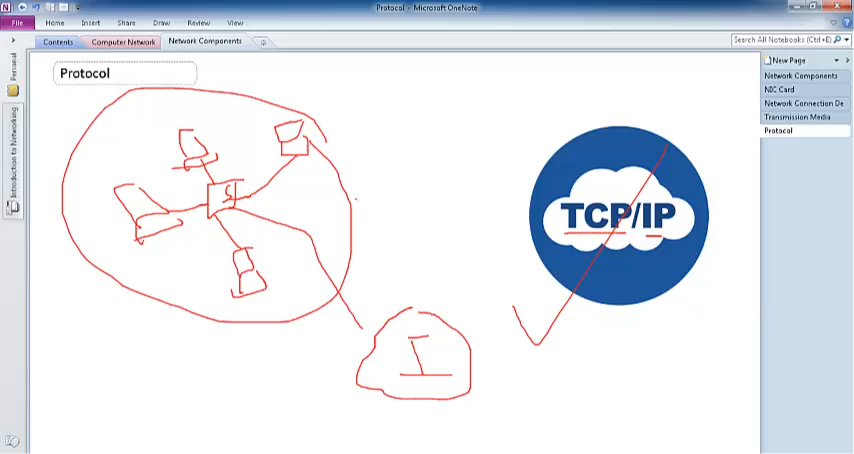 Protocol - Microsoft OneNote
File Home Insert Share Draw Review View
Contents Computer Network Network Components
Search All Notebooks (Ctrl+E)
Personal
Introduction to Networking
New Page
Network Components
NIC Card
Network Connection De
Transmission Media
Protocol
Protocol
TCP/IP
I